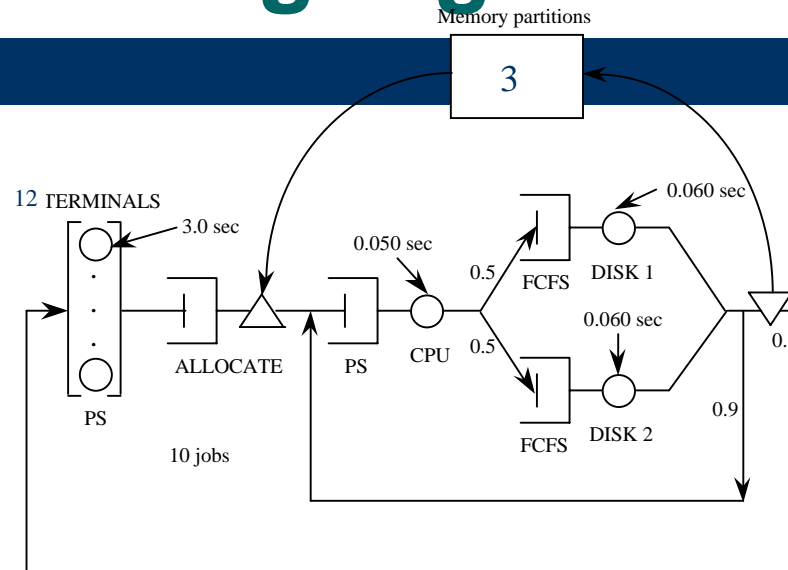 Memory partitions
3
12 TERMINALS
3.0 sec
0.060 sec
0.050 sec
0.5
FCFS
DISK 1
0.060 sec
0.5
ALLOCATE
PS
CPU
0.
PS
0.9
FCFS
DISK 2
10 jobs